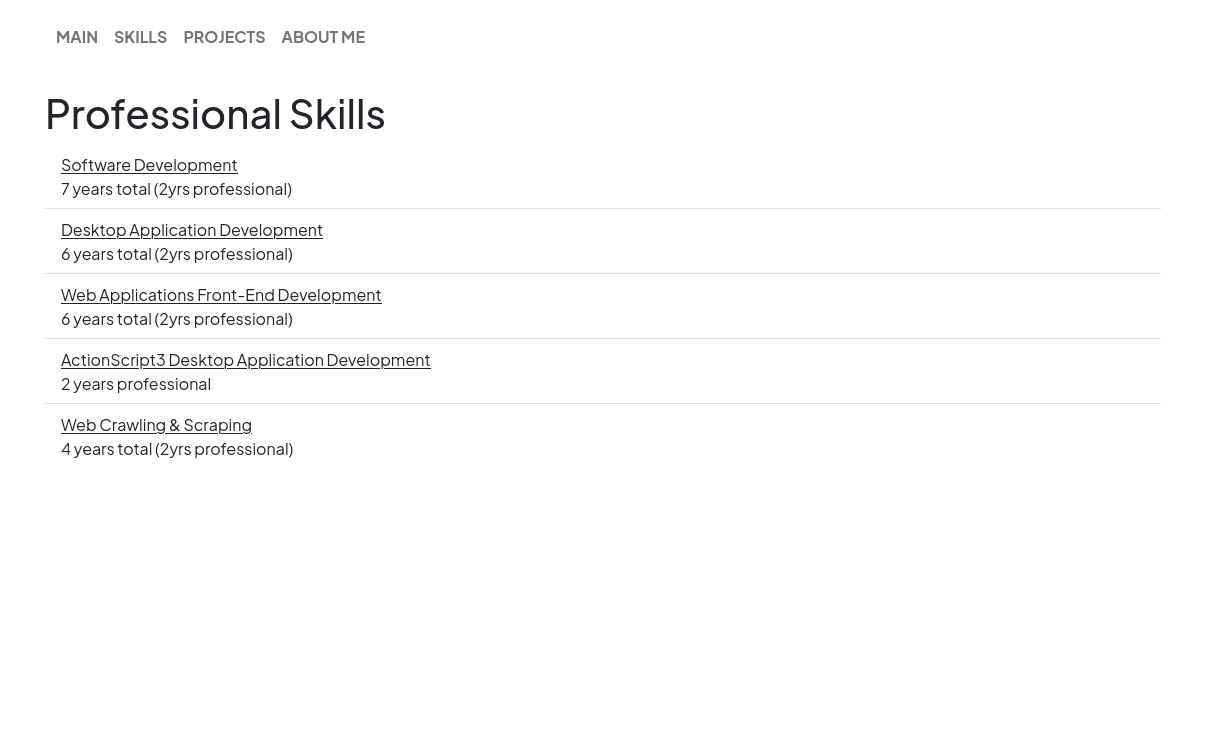 MAIN SKILLS PROJECTS ABOUT ME
Professional Skills
Software Development
7 years total (2yrs professional)
Desktop Application Development
6 years total (2yrs professional)
Web Applications Front-End Development
6 years total (2yrs professional)
ActionScript3 Desktop Application Development
2 years professional
Web Crawling & Scraping
4 years total (2yrs professional)